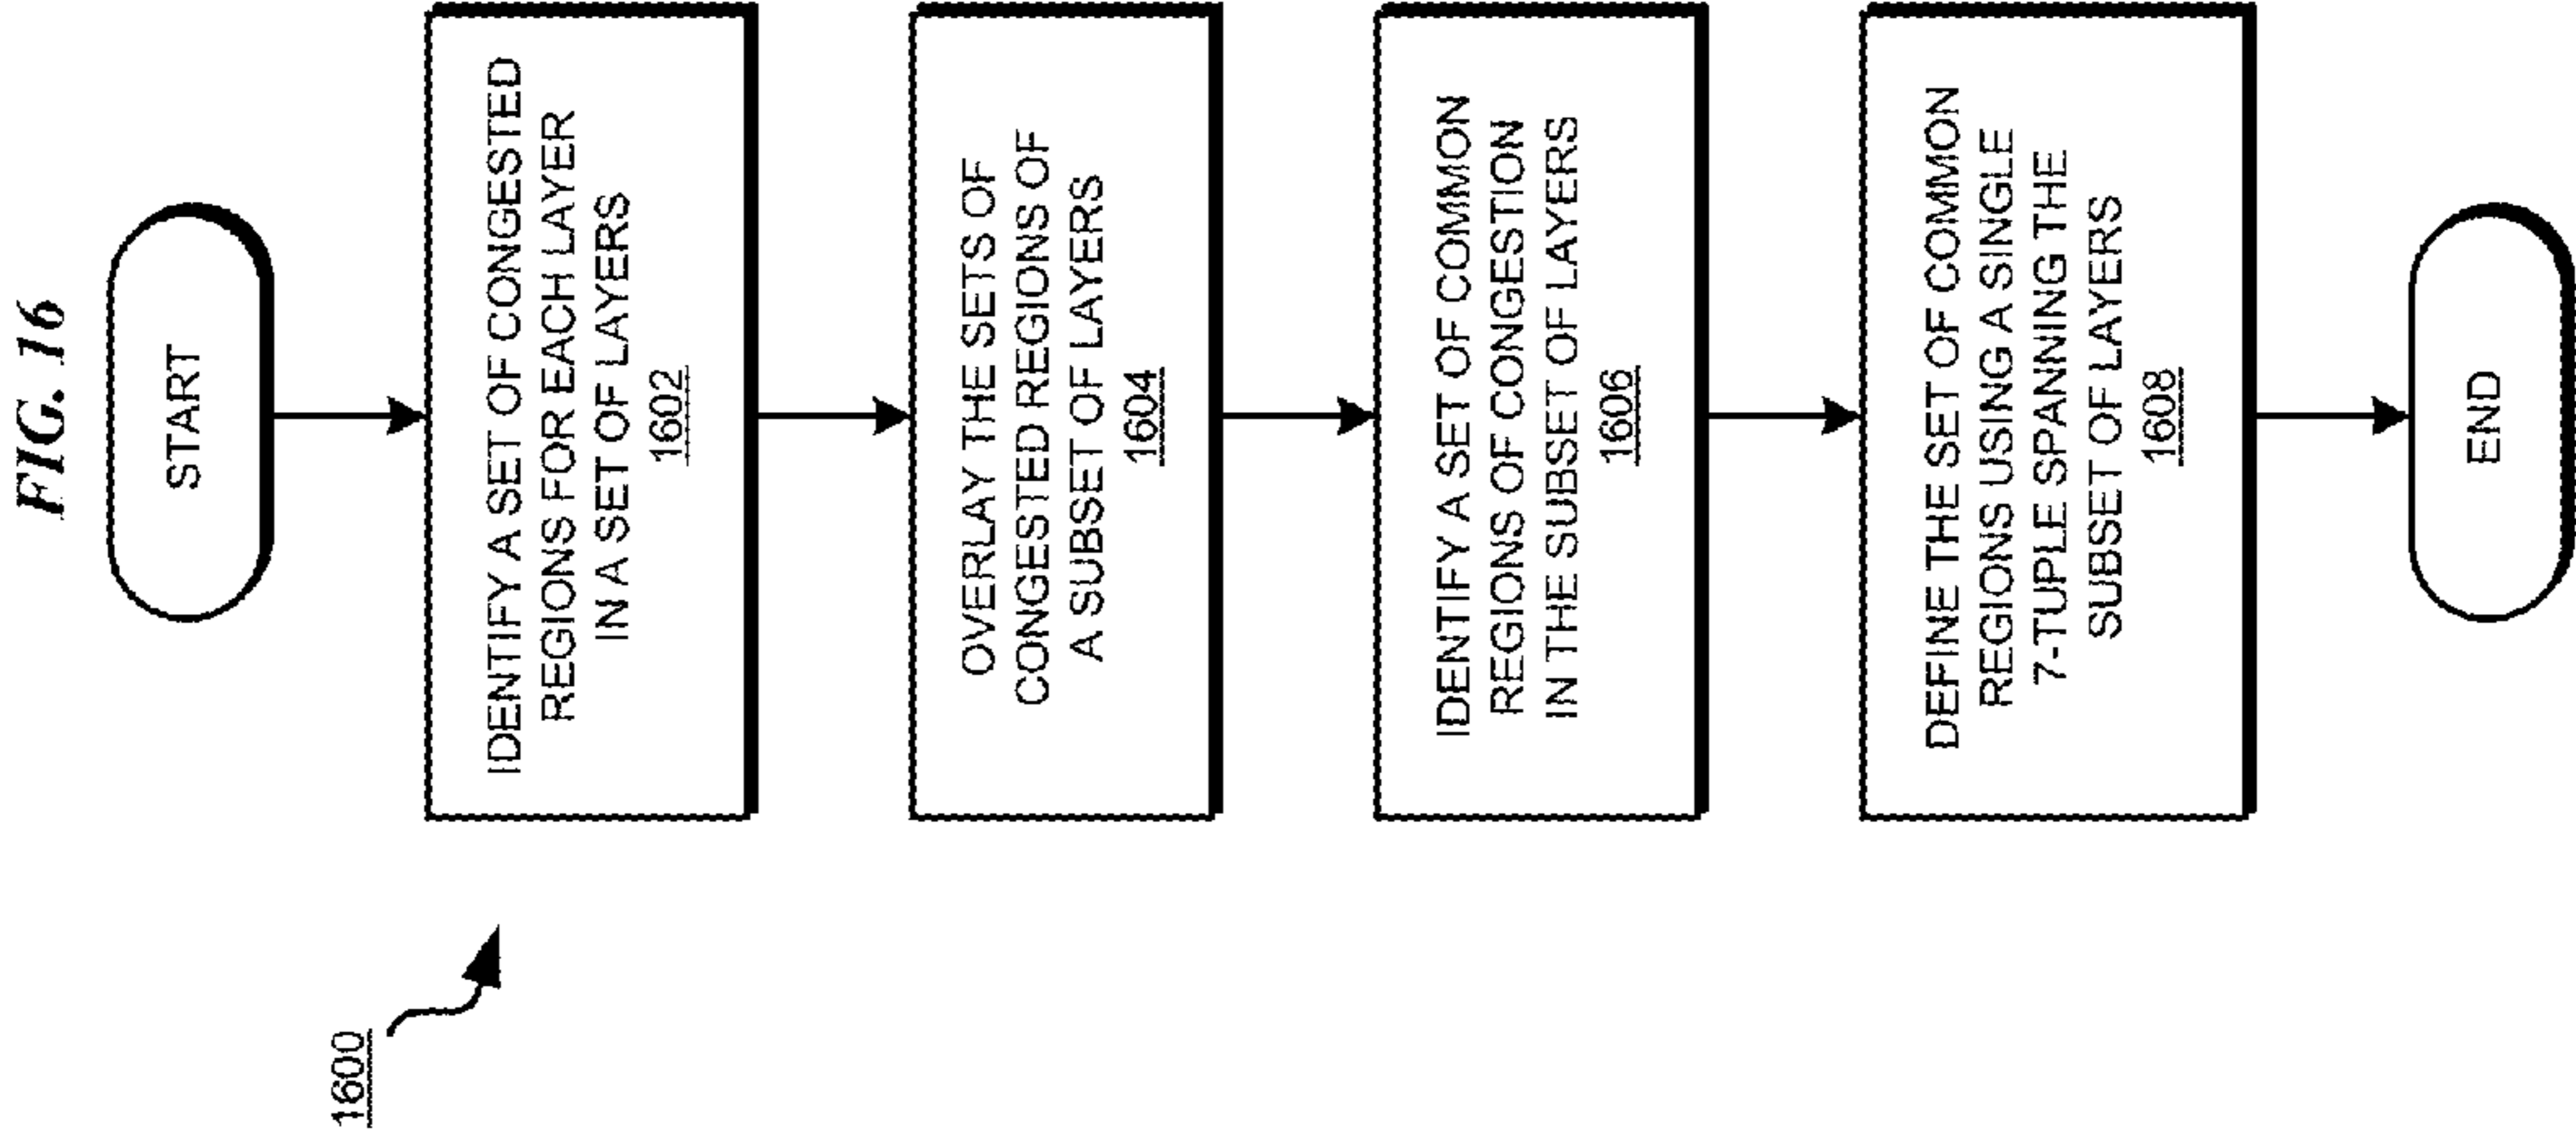 FIG. 16
1600
START
IDENTIFY A SET OF CONGESTED
REGIONS FOR EACH LAYER
IN A SET OF LAYERS
1602
OVERLAY THE SETS OF
CONGESTED REGIONS OF
A SUBSET OF LAYERS
1604
IDENTIFY A SET OF COMMON
REGIONS OF CONGESTION
IN THE SUBSET OF LAYERS
1606
DEFINE THE SET OF COMMON
REGIONS USING A SINGLE
7-TUPLE SPANNING THE
SUBSET OF LAYERS
1608
END